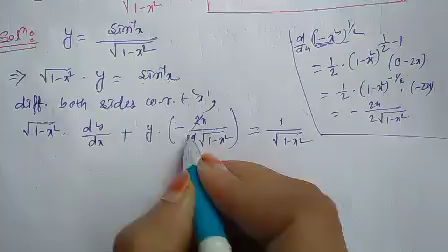 Soln:
y = sin⁻¹x / √(1-x²)
⇒ √(1-x²) · y = sin⁻¹x
diff. both sides w.r.t 'x',
√(1-x²) · dy/dx + y · (- 2x / 2√(1-x²)) = 1 / √(1-x²)
(1-x²)^(1/2)
= 1/2 · (1-x²)^(1/2 - 1) (0-2x)
= 1/2 · (1-x²)^(-1/2) · (-2x)
= - 2x / 2√(1-x²)